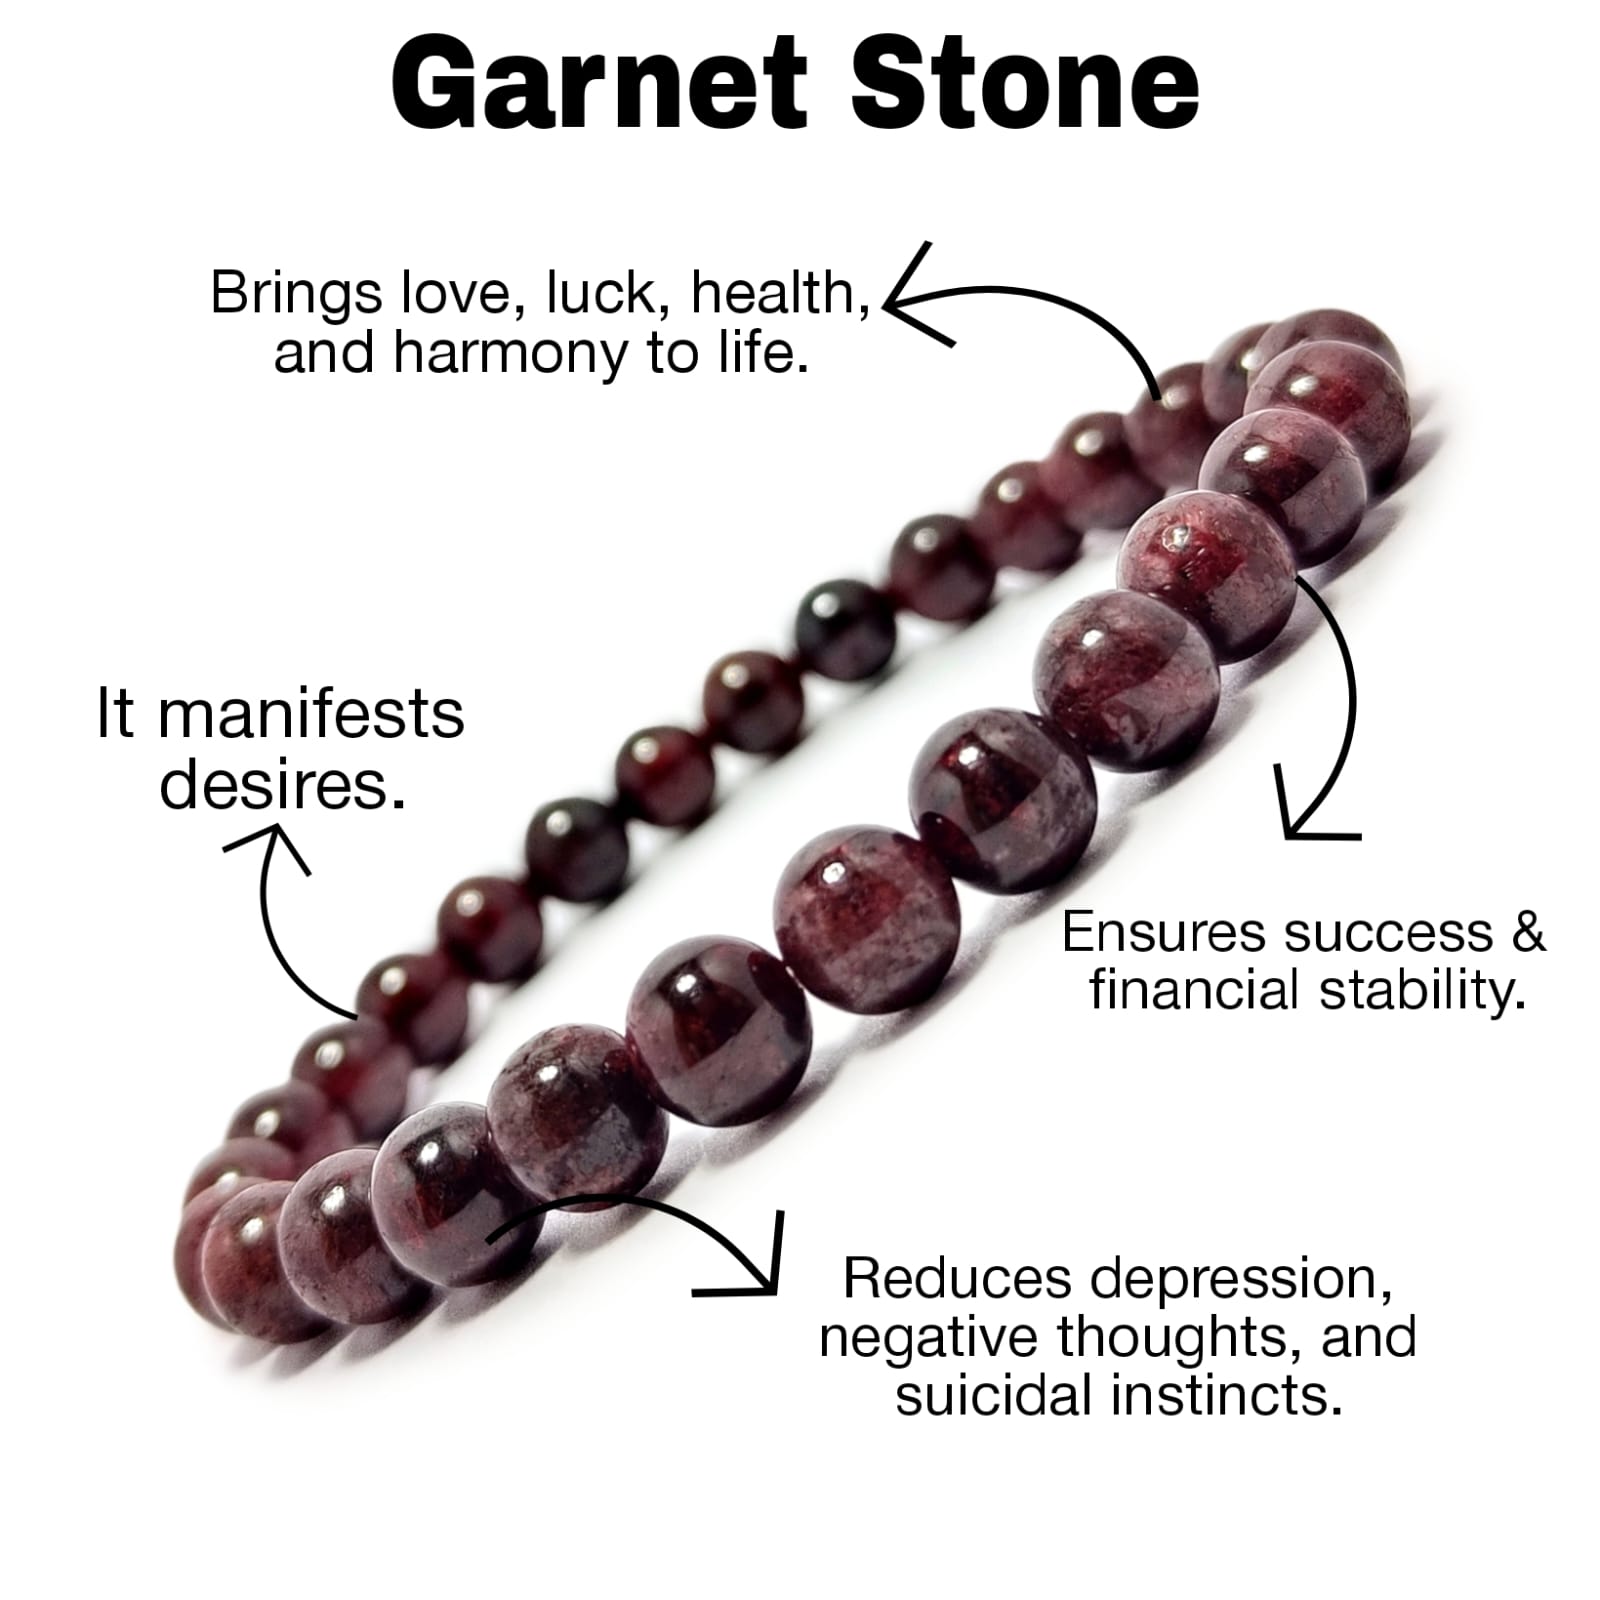 Garnet Stone
Brings love, luck, health,
and harmony to life.
It manifests
desires.
Ensures success &
financial stability.
Reduces depression,
negative thoughts, and
suicidal instincts.